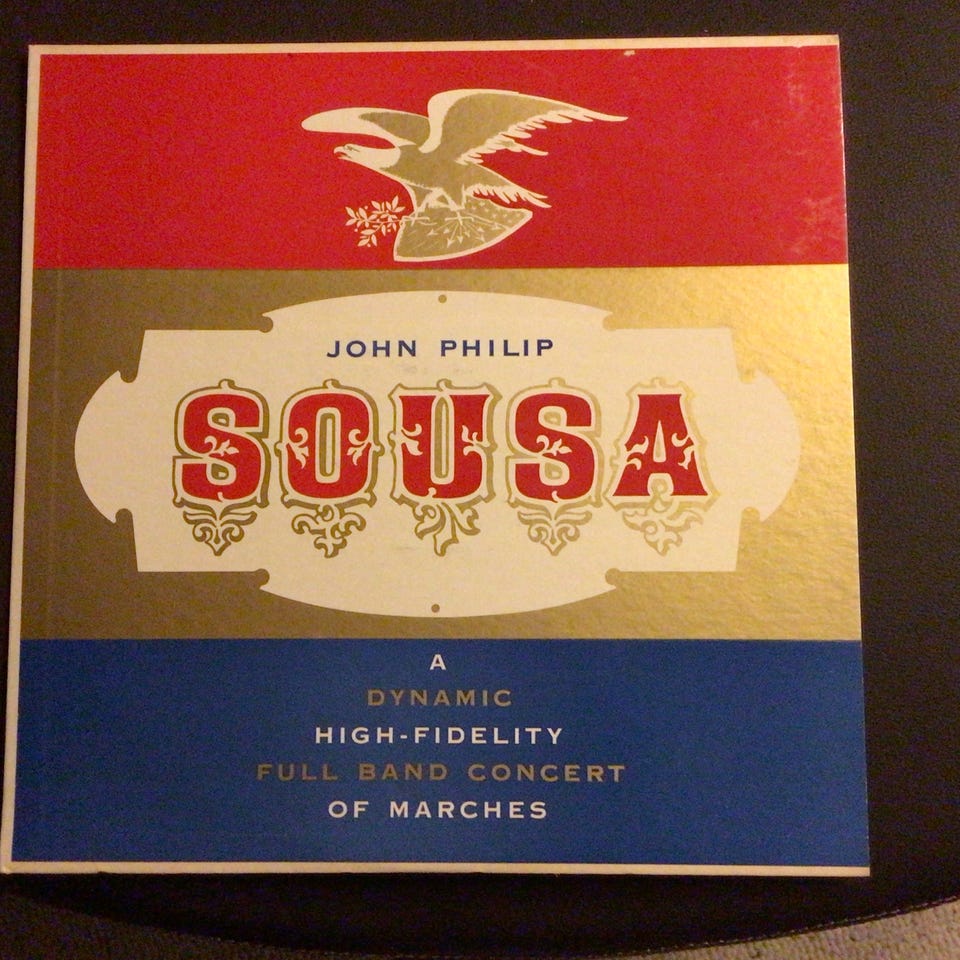 JOHN PHILIP
SOUSA
A
DYNAMIC
HIGH-FIDELITY
FULL BAND CONCERT
OF MARCHES